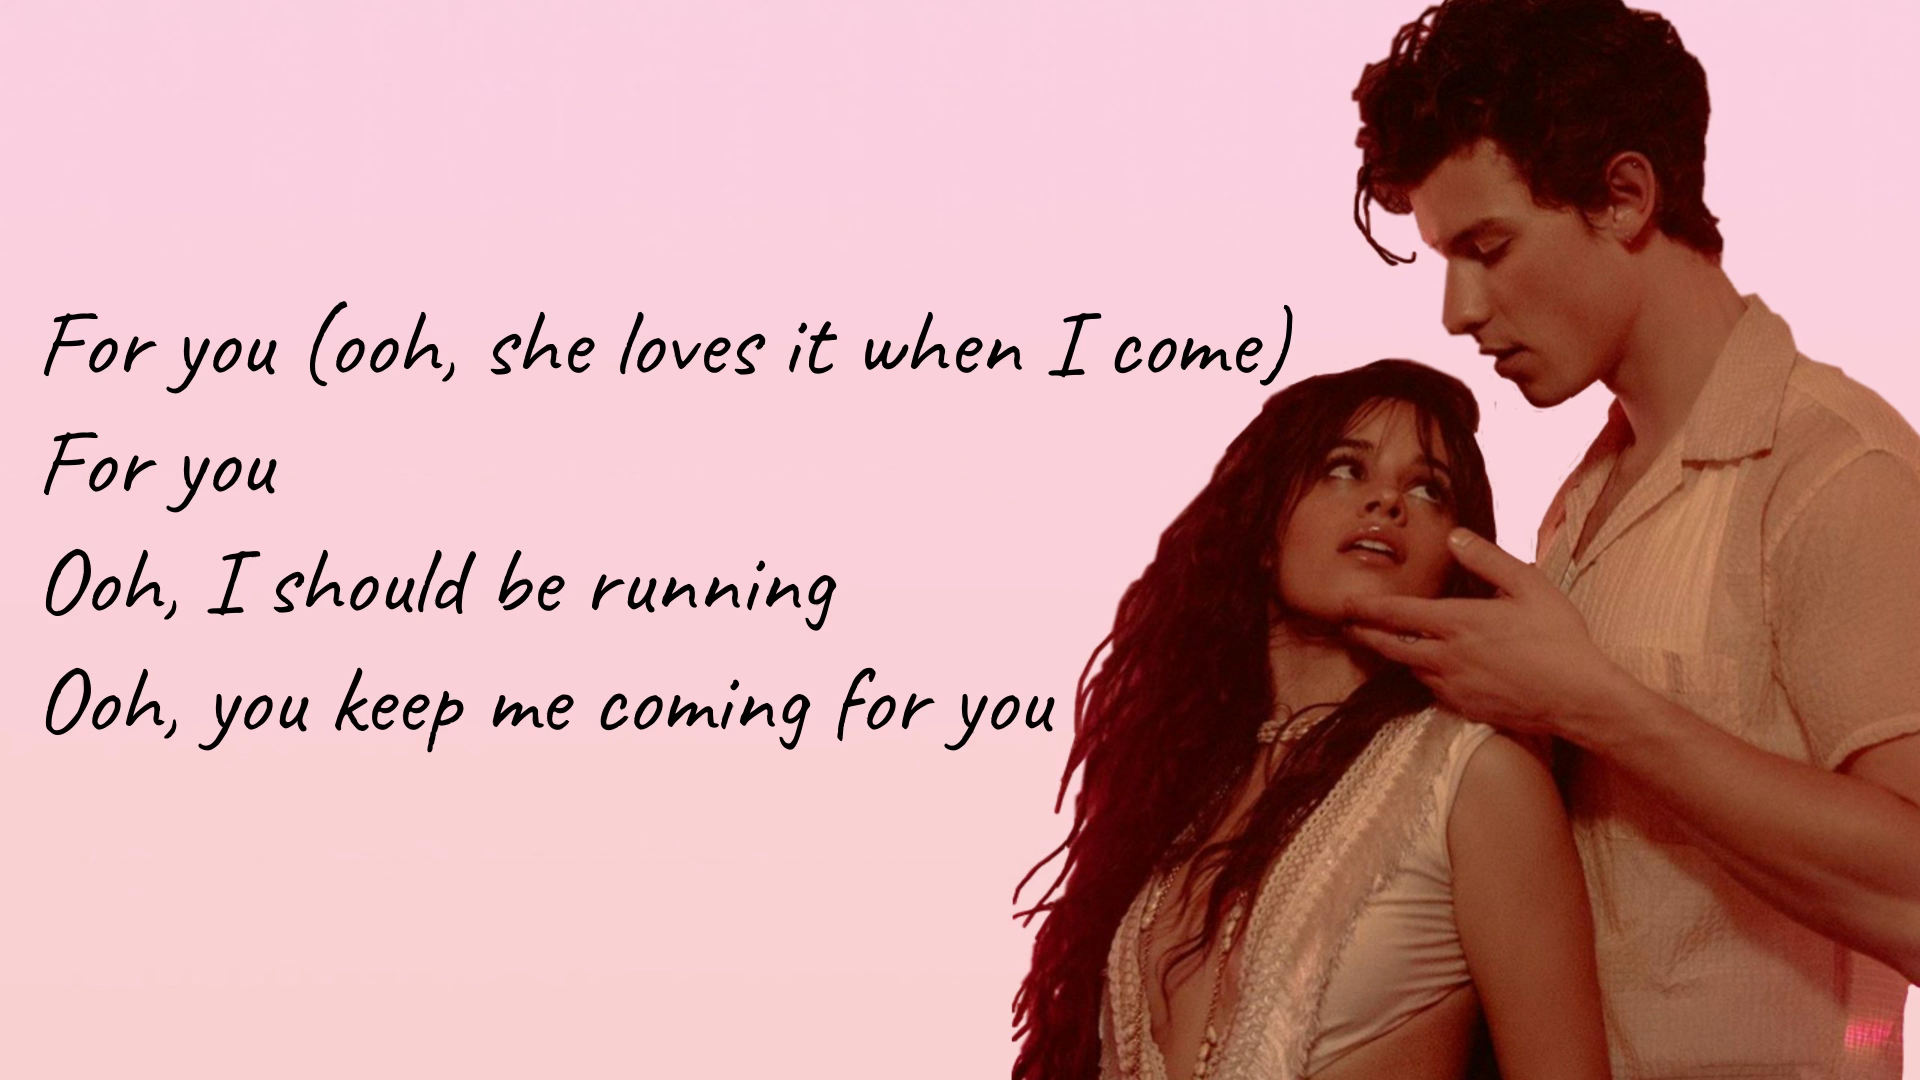 For you (ooh, she loves it when I come)
For you
Ooh, I should be running
Ooh, you keep me coming for you